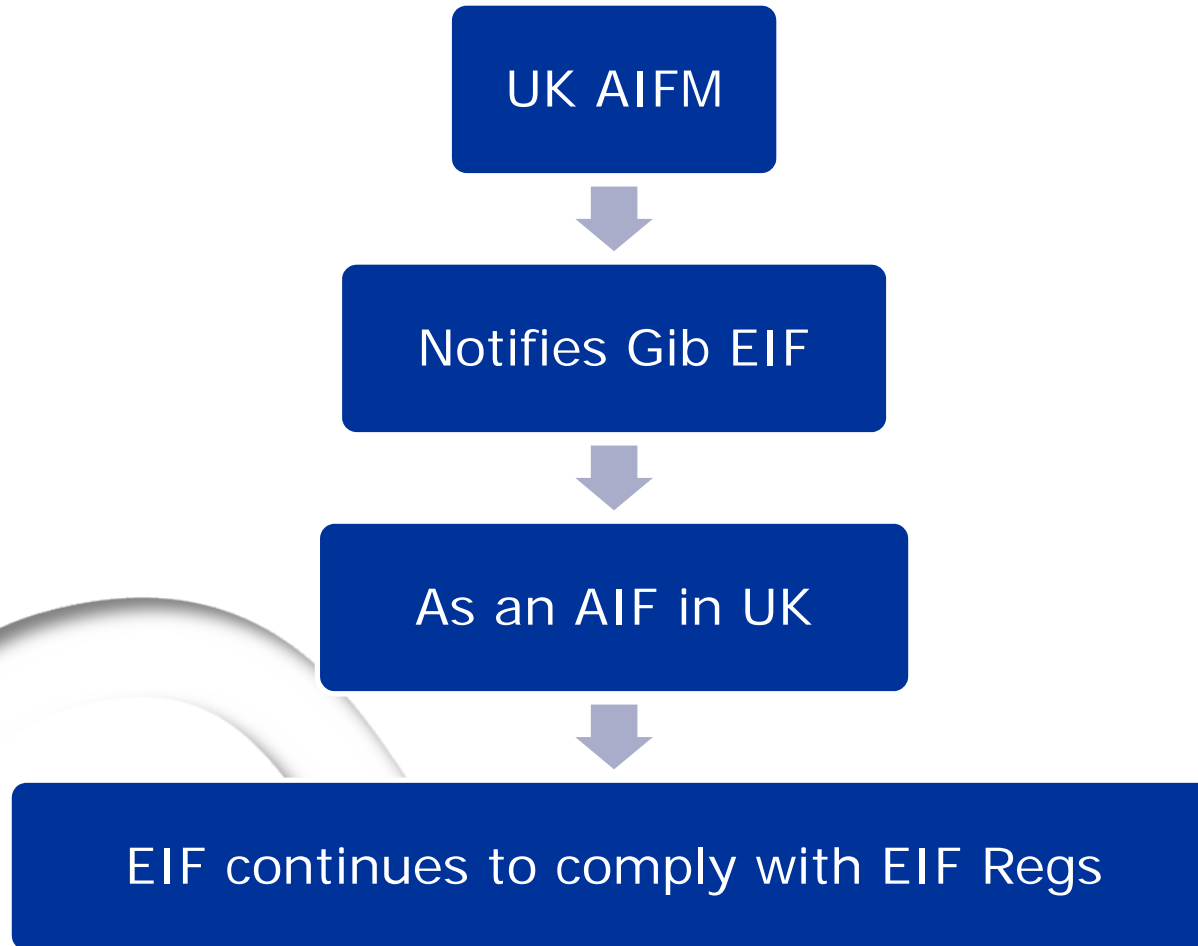 UK AIFM
Notifies Gib EIF
As an AIF in UK
EIF continues to comply with EIF Regs